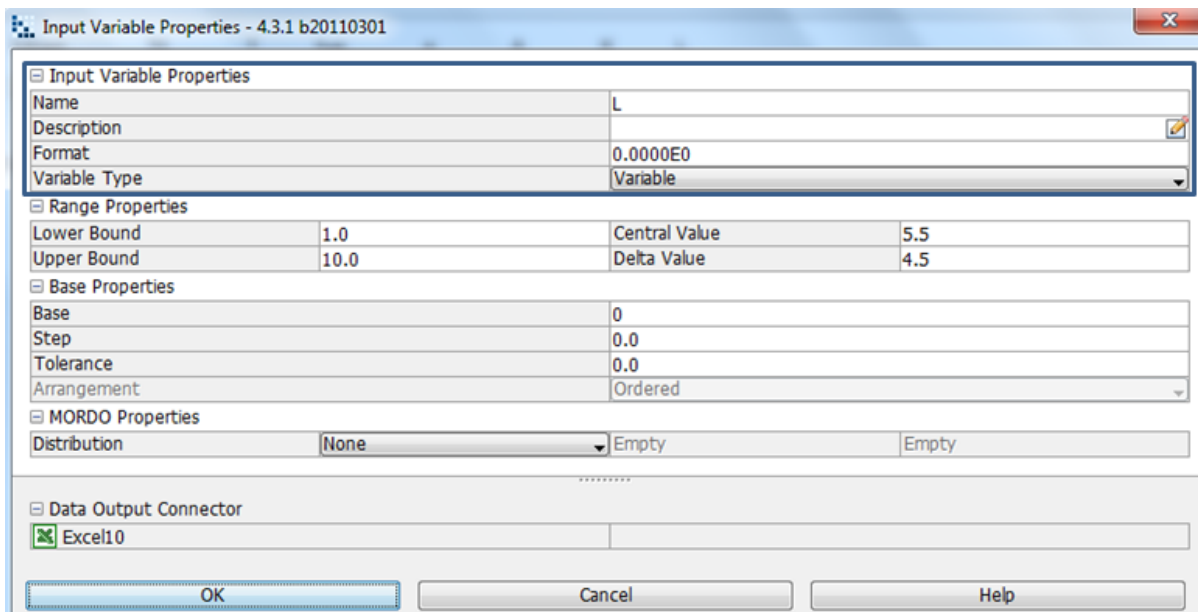 Input Variable Properties - 4.3.1 b20110301
Input Variable Properties
Name L
Description
Format 0.0000E0
Variable Type Variable
Range Properties
Lower Bound 1.0 Central Value 5.5
Upper Bound 10.0 Delta Value 4.5
Base Properties
Base 0
Step 0.0
Tolerance 0.0
Arrangement Ordered
MORDO Properties
Distribution None Empty Empty
Data Output Connector
Excel10
OK Cancel Help